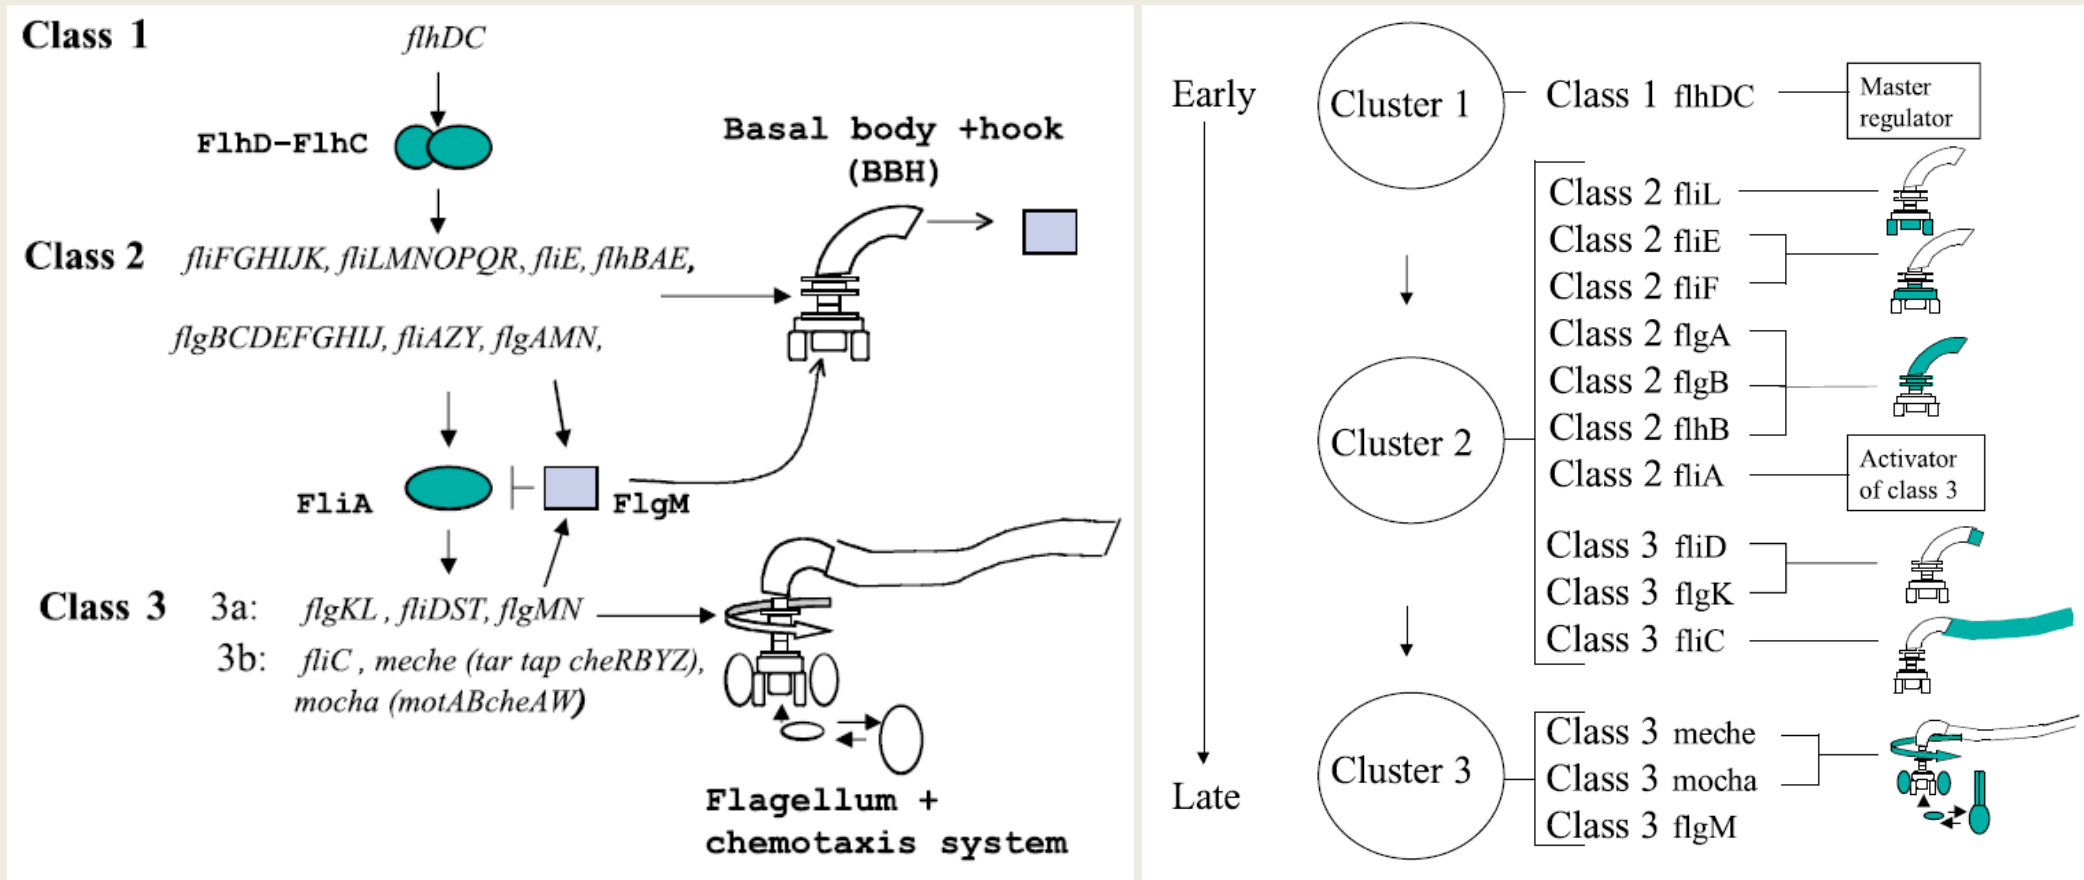 Class 1
flhDC
FlhD-FlhC
Basal body +hook
(BBH)
Class 2 fliFGHIJK, fliLMNOPQR, fliE, flhBAE,
flgBCDEFGHIJ, fliAZY, flgAMN,
FliA
FlgM
Class 3 3a: flgKL , fliDST, flgMN
3b: fliC , meche (tar tap cheRBYZ),
mocha (motABcheAW)
Flagellum +
chemotaxis system
Early
Late
Cluster 1
Class 1 flhDC
Master
regulator
Cluster 2
Class 2 fliL
Class 2 fliE
Class 2 fliF
Class 2 flgA
Class 2 flgB
Class 2 flhB
Class 2 fliA
Activator
of class 3
Class 3 fliD
Class 3 flgK
Class 3 fliC
Cluster 3
Class 3 meche
Class 3 mocha
Class 3 flgM